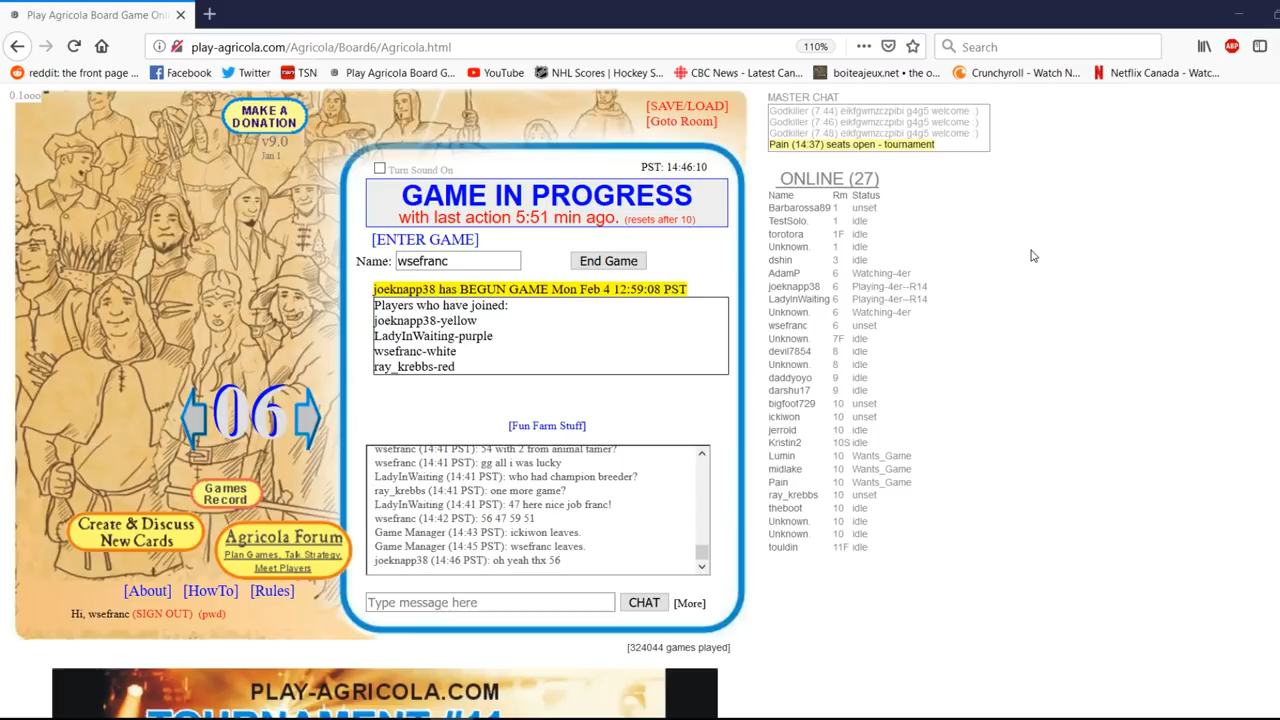 Play Agricola Board Game Onl
play-agricola.com/Agricola/Board6/Agricola.html
110%
Search
ABP
reddit: the front page ...
Facebook
Twitter
TSN
Play Agricola Board G...
YouTube
NHL Scores | Hockey S...
CBC News - Latest Can...
boiteajeux.net • the o...
Crunchyroll - Watch N...
Netflix Canada - Watc...
0.1ooo
MAKE A
DONATION
v9.0
Jan 1
[SAVE/LOAD]
[Goto Room]
Turn Sound On
PST: 14:46:10
GAME IN PROGRESS
with last action 5:51 min ago. (resets after 10)
[ENTER GAME]
Name: wsefranc
End Game
joeknapp38 has BEGUN GAME Mon Feb 4 12:59:08 PST
Players who have joined:
joeknapp38-yellow
LadyInWaiting-purple
wsefranc-white
ray_krebbs-red
06
[Fun Farm Stuff]
wsefranc (14:41 PST): 54 with 2 from animal tamer?
wsefranc (14:41 PST): gg all i was lucky
LadyInWaiting (14:41 PST): who had champion breeder?
ray_krebbs (14:41 PST): one more game?
LadyInWaiting (14:41 PST): 47 here nice job franc!
wsefranc (14:42 PST): 56 47 59 51
Game Manager (14:43 PST): ickiwon leaves.
Game Manager (14:45 PST): wsefranc leaves.
joeknapp38 (14:46 PST): oh yeah thx 56
Games
Record
Create & Discuss
New Cards
Agricola Forum
Plan Games, Talk Strategy,
Meet Players
[About] [HowTo] [Rules]
Hi, wsefranc (SIGN OUT) (pwd)
Type message here
CHAT
[More]
[324044 games played]
PLAY-AGRICOLA.COM
TOURNAMENT #11
MASTER CHAT
Godkiller (7:44) eikfgwmzczpibi g4g5 welcome :)
Godkiller (7:46) eikfgwmzczpibi g4g5 welcome :)
Godkiller (7:48) eikfgwmzczpibi g4g5 welcome :)
Pain (14:37) seats open - tournament
ONLINE (27)
Name Rm Status
Barbarossa89 1 unset
TestSolo. 1 idle
torotora 1F idle
Unknown. 1 idle
dshin 3 idle
AdamP 6 Watching-4er
joeknapp38 6 Playing-4er--R14
LadyInWaiting 6 Playing-4er--R14
Unknown. 6 Watching-4er
wsefranc 6 unset
Unknown. 7F idle
devil7854 8 idle
Unknown. 8 idle
daddyoyo 9 idle
darshu17 9 idle
bigfoot729 10 unset
ickiwon 10 unset
jerrold 10 idle
Kristin2 10S idle
Lumin 10 Wants_Game
midlake 10 Wants_Game
Pain 10 Wants_Game
ray_krebbs 10 unset
theboot 10 idle
Unknown. 10 idle
Unknown. 10 idle
touldin 11F idle